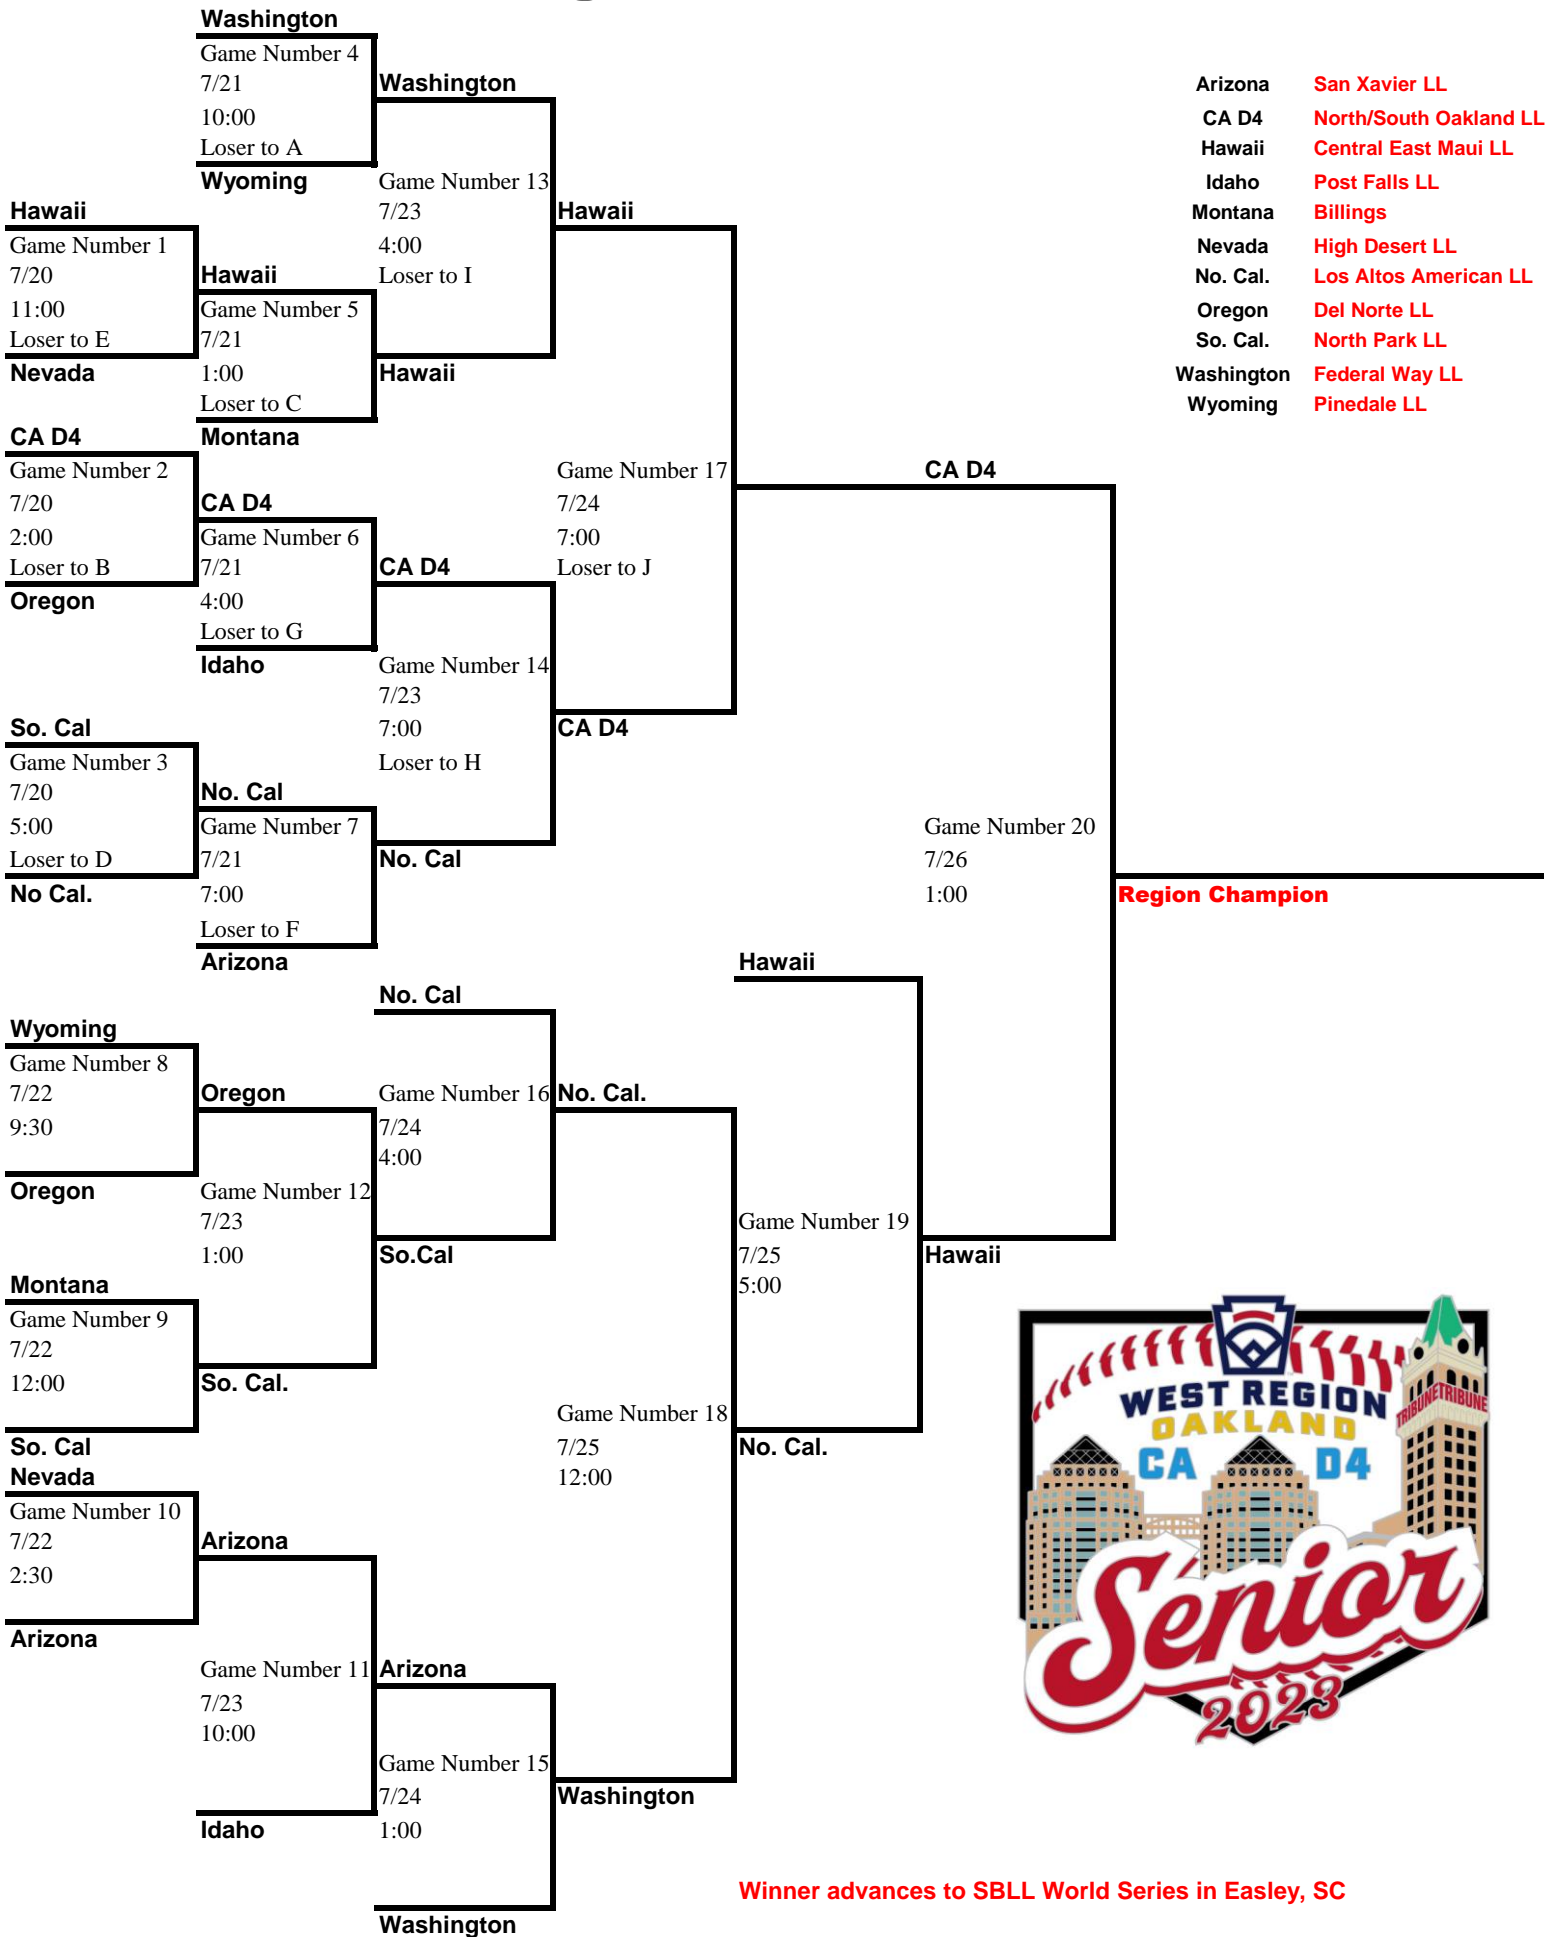 Washington
Game Number 4
7/21
10:00
Loser to A
Wyoming
Washington
Game Number 13
7/23
4:00
Loser to I
Hawaii
Hawaii
Game Number 1
7/20
11:00
Loser to E
Nevada
Hawaii
Game Number 5
7/21
1:00
Loser to C
Montana
Hawaii
CA D4
Game Number 2
7/20
2:00
Loser to B
Oregon
CA D4
Game Number 6
7/21
4:00
Loser to G
Idaho
CA D4
Game Number 17
7/24
7:00
Loser to J
CA D4
Game Number 14
7/23
7:00
Loser to H
CA D4
So. Cal
Game Number 3
7/20
5:00
Loser to D
No Cal.
No. Cal
Game Number 7
7/21
7:00
Loser to F
Arizona
No. Cal
Game Number 20
7/26
1:00
Region Champion
Arizona San Xavier LL
CA D4 North/South Oakland LL
Hawaii Central East Maui LL
Idaho Post Falls LL
Montana Billings
Nevada High Desert LL
No. Cal. Los Altos American LL
Oregon Del Norte LL
So. Cal. North Park LL
Washington Federal Way LL
Wyoming Pinedale LL
Hawaii
No. Cal
Wyoming
Game Number 8
7/22
9:30
Oregon
Oregon
Game Number 12
7/23
1:00
Game Number 16
7/24
4:00
No. Cal.
So.Cal
Montana
Game Number 9
7/22
12:00
So. Cal
So. Cal.
Game Number 19
7/25
5:00
Hawaii
Game Number 18
7/25
12:00
No. Cal.
Nevada
Game Number 10
7/22
2:30
Arizona
Arizona
Game Number 11
7/23
10:00
Idaho
Arizona
Game Number 15
7/24
1:00
Washington
Washington
WEST REGION
OAKLAND
CA D4
TRIBUNE TRIBUNE
Senior
2023
Winner advances to SBLL World Series in Easley, SC